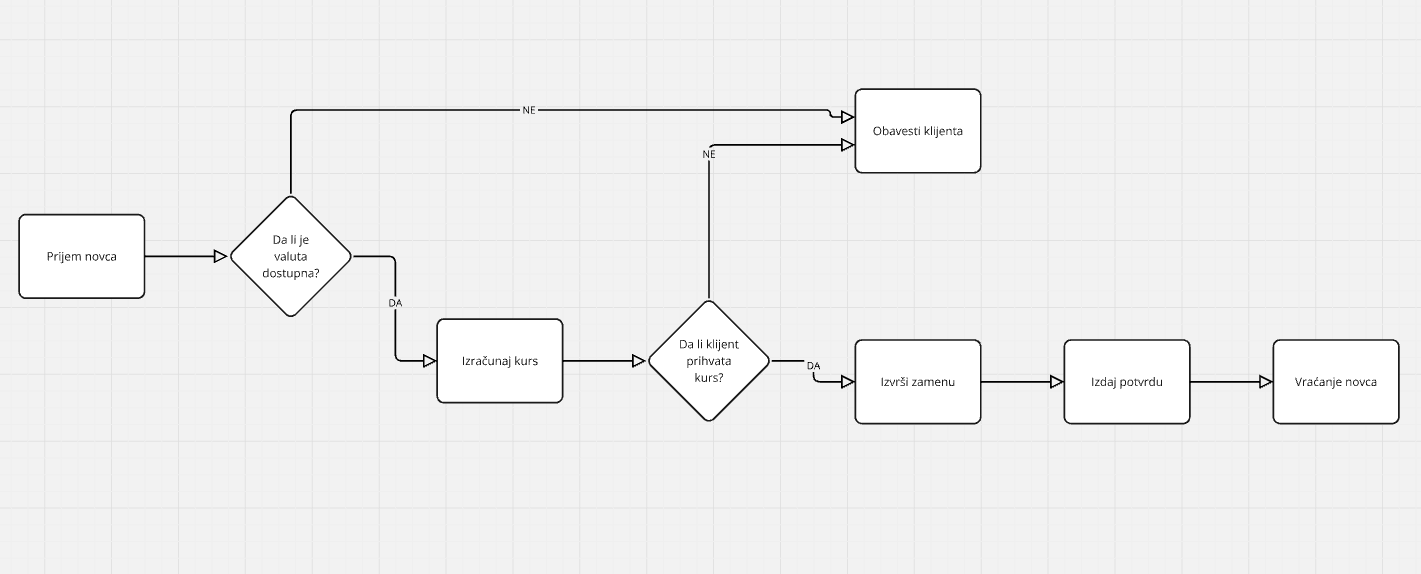 NE
Obavesti klijenta
NE
Prijem novca
Da li je
valuta
dostupna?
DA
Izračunaj kurs
Da li klijent
prihvata
kurs?
DA
Izvrši zamenu
Izdaj potvrdu
Vraćanje novca